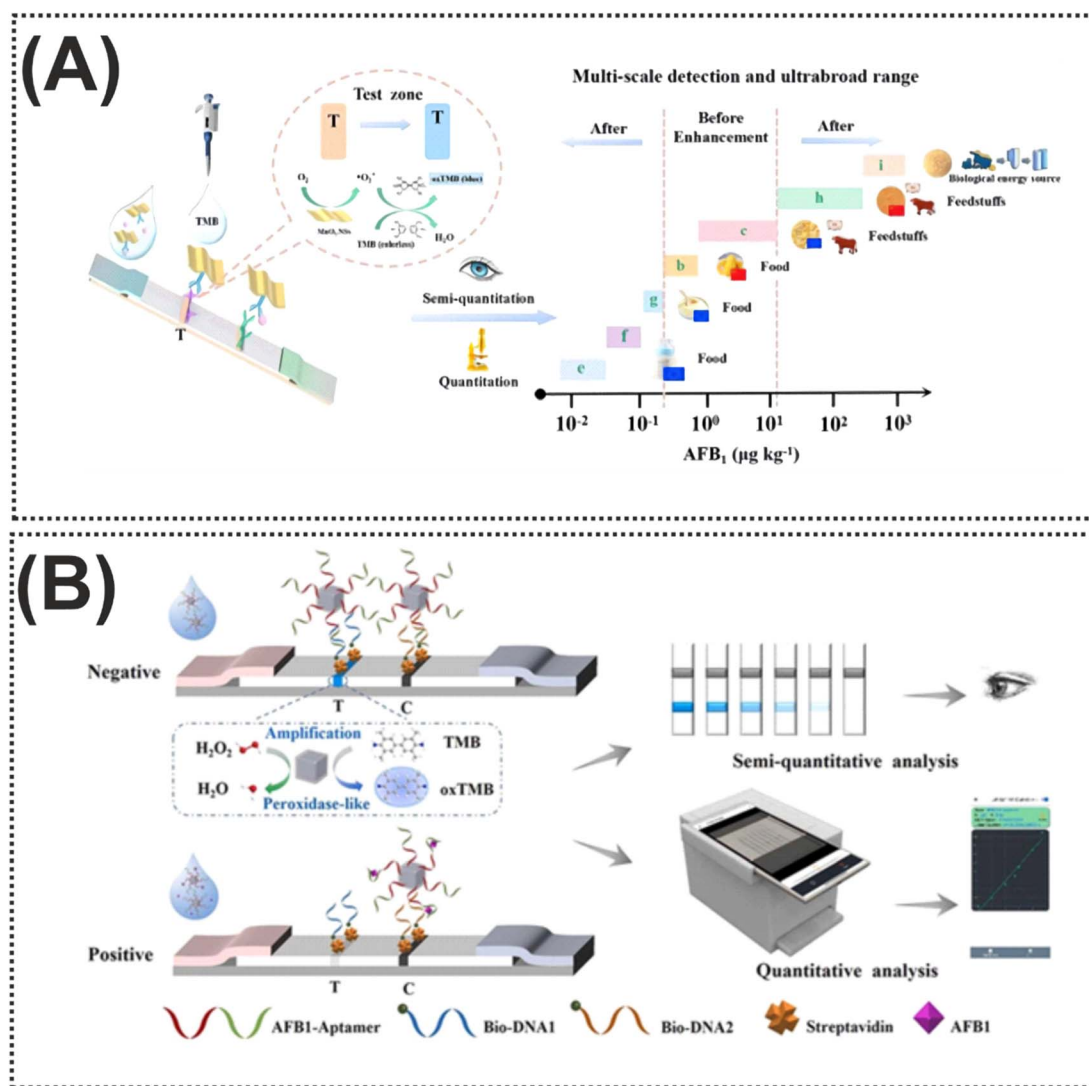 (A)
Multi-scale detection and ultrabroad range
Test zone
T
T
After
Before
Enhancement
After
i
Biological energy source
O₂
•O₂⁻
oxTMB (blue)
MnO₂ NSs
TMB (colorless)
H₂O
TMB
h
Feedstuffs
c
Feedstuffs
b
Food
g
Food
f
Food
e
T
Semi-quantitation
Quantitation
10⁻²
10⁻¹
10⁰
10¹
10²
10³
AFB₁ (μg kg⁻¹)
(B)
Negative
T
C
H₂O₂
Amplification
TMB
H₂O
Peroxidase-like
oxTMB
Semi-quantitative analysis
Positive
T
C
Quantitative analysis
AFB1-Aptamer
Bio-DNA1
Bio-DNA2
Streptavidin
AFB1